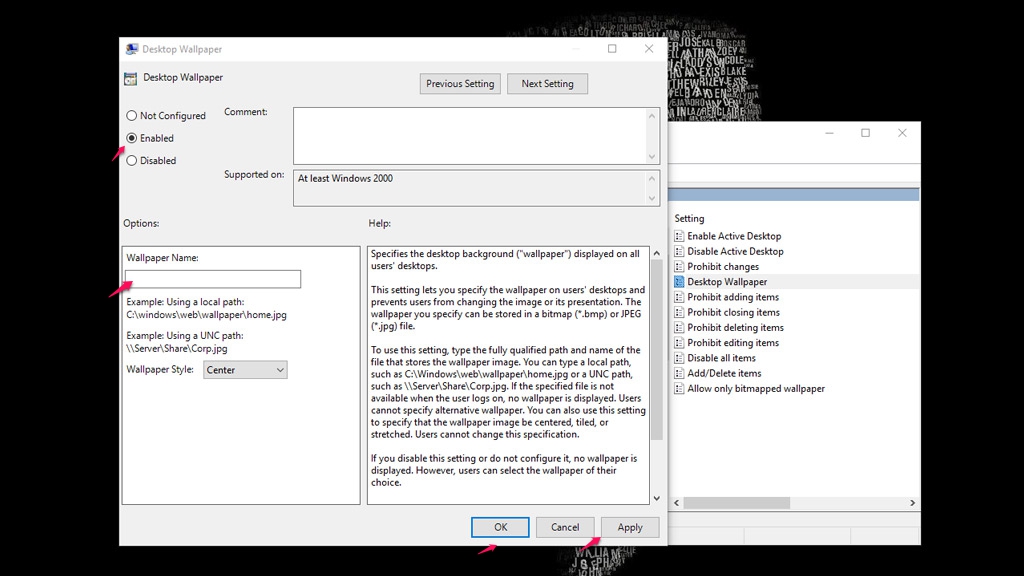 Desktop Wallpaper
Desktop Wallpaper
Previous Setting
Next Setting
Not Configured
Enabled
Disabled
Comment:
Supported on:
At least Windows 2000
Options:
Help:
Wallpaper Name:
Example: Using a local path:
C:\windows\web\wallpaper\home.jpg
Example: Using a UNC path:
\\Server\Share\Corp.jpg
Wallpaper Style:
Center
Specifies the desktop background ("wallpaper") displayed on all
users' desktops.
This setting lets you specify the wallpaper on users' desktops and
prevents users from changing the image or its presentation. The
wallpaper you specify can be stored in a bitmap (*.bmp) or JPEG
(*.jpg) file.
To use this setting, type the fully qualified path and name of the
file that stores the wallpaper image. You can type a local path,
such as C:\Windows\web\wallpaper\home.jpg or a UNC path,
such as \\Server\Share\Corp.jpg. If the specified file is not
available when the user logs on, no wallpaper is displayed. Users
cannot specify alternative wallpaper. You can also use this setting
to specify that the wallpaper image be centered, tiled, or
stretched. Users cannot change this specification.
If you disable this setting or do not configure it, no wallpaper is
displayed. However, users can select the wallpaper of their
choice.
OK
Cancel
Apply
Setting
Enable Active Desktop
Disable Active Desktop
Prohibit changes
Desktop Wallpaper
Prohibit adding items
Prohibit closing items
Prohibit deleting items
Prohibit editing items
Disable all items
Add/Delete items
Allow only bitmapped wallpaper